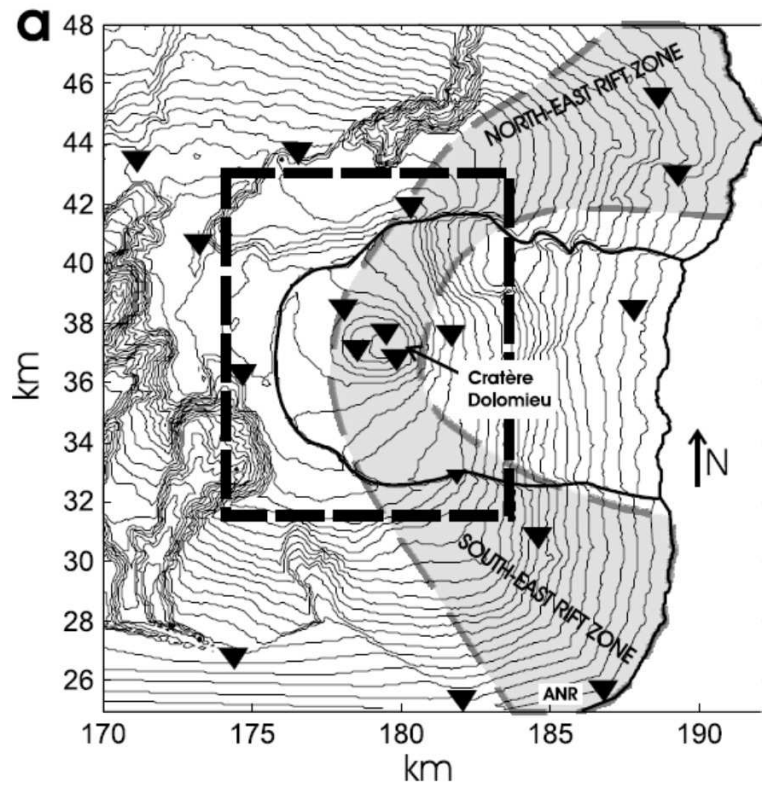 a
48
46
44
42
40
38
36
34
32
30
28
26
km
170
175
180
185
190
km
NORTH-EAST RIFT ZONE
Cratère
Dolomieu
N
SOUTH-EAST RIFT ZONE
ANR